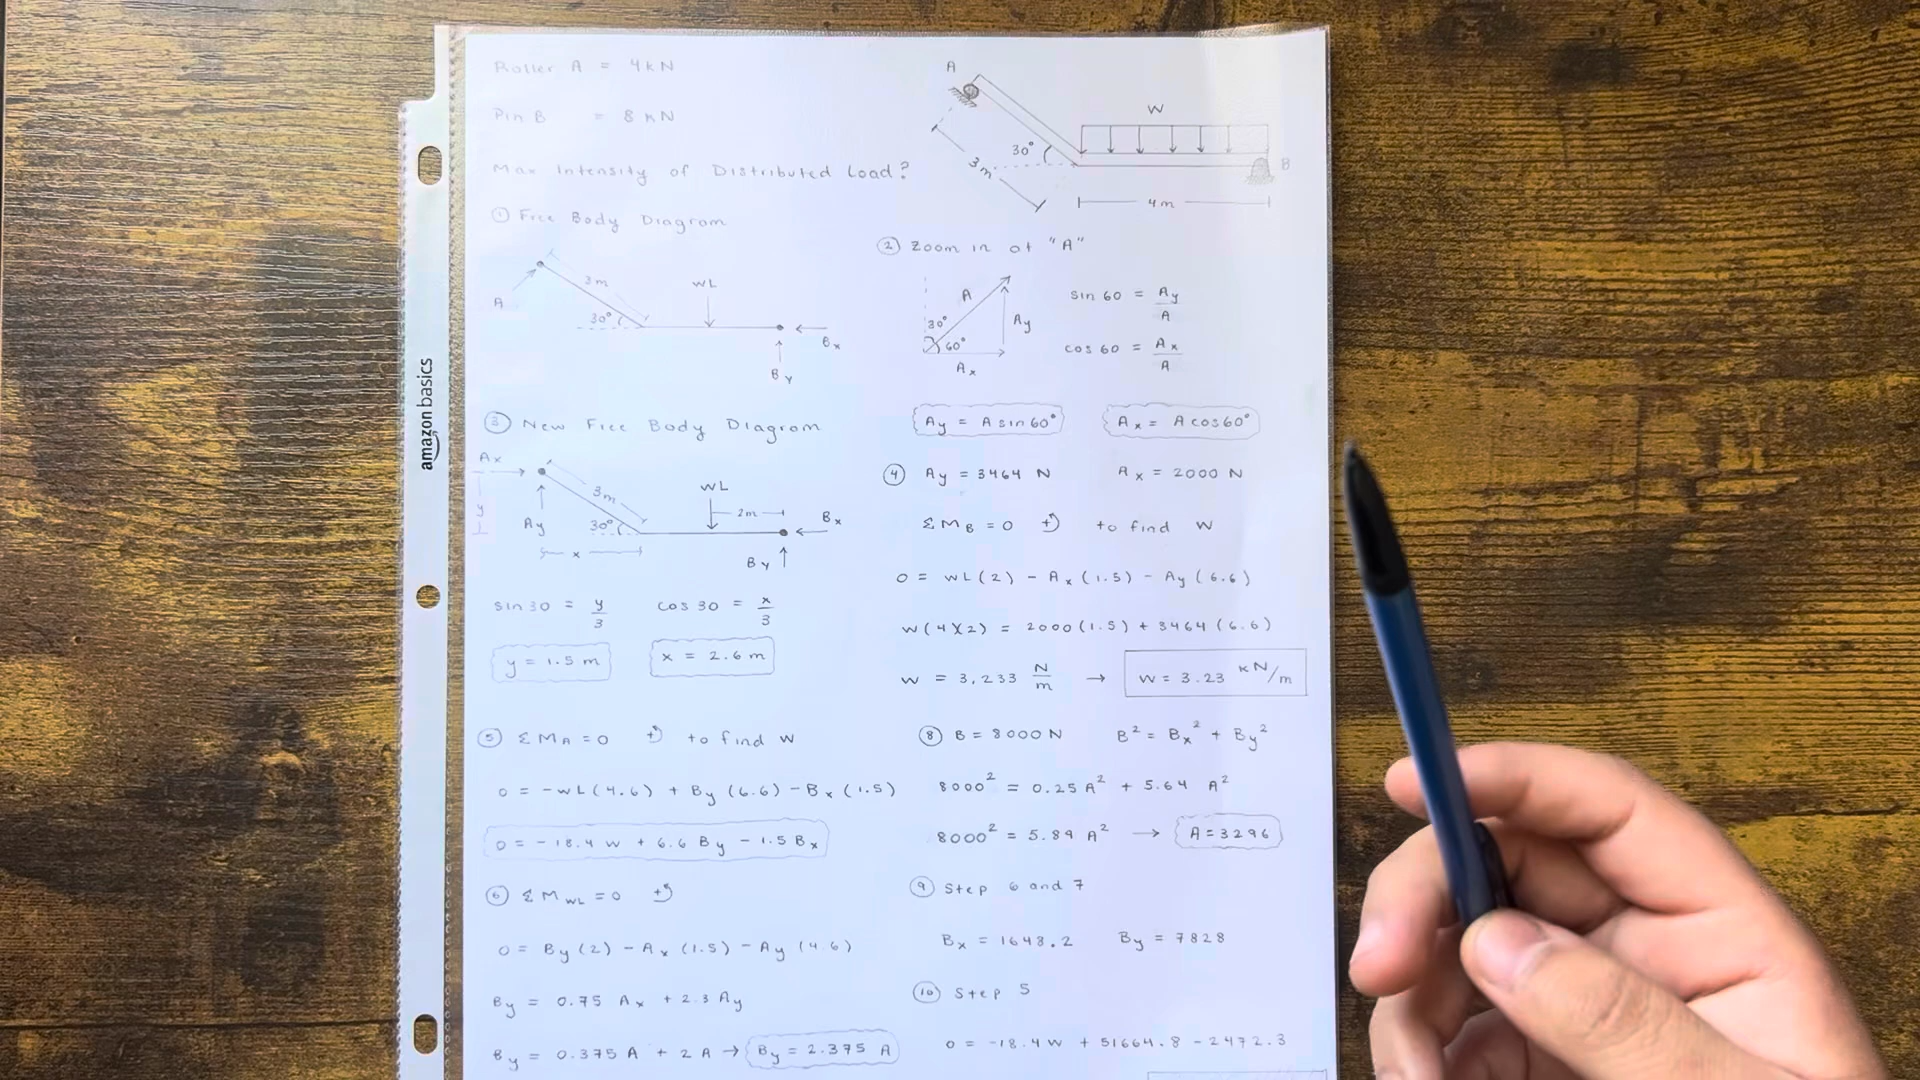 Roller A = 4kN
Pin B = 8 kN
Max Intensity of Distributed Load?
A
W
30°
3m
B
4m
① Free Body Diagram
A
3m
30°
WL
Bx
By
② Zoom in at "A"
A
30°
60°
Ay
Ax
sin 60 = Ay/A
cos 60 = Ax/A
Ay = A sin 60°
Ax = A cos 60°
③ New Free Body Diagram
Ax
y
Ay
3m
30°
x
WL
2m
Bx
By
sin 30 = y/3
cos 30 = x/3
y = 1.5 m
x = 2.6 m
④ Ay = 3464 N
Ax = 2000 N
ΣMB = 0 + to find W
0 = WL(2) - Ax(1.5) - Ay(6.6)
W(4)(2) = 2000(1.5) + 3464(6.6)
W = 3,233 N/m → W = 3.23 kN/m
⑤ ΣMA = 0 + to find W
0 = -WL(4.6) + By(6.6) - Bx(1.5)
0 = -18.4 W + 6.6 By - 1.5 Bx
⑥ ΣMWL = 0 +
0 = By(2) - Ax(1.5) - Ay(4.6)
By = 0.75 Ax + 2.3 Ay
By = 0.375 A + 2 A → By = 2.375 A
⑧ B = 8000 N
B² = Bx² + By²
8000² = 0.25 A² + 5.64 A²
8000² = 5.89 A² → A = 3296
⑨ Step 6 and 7
Bx = 1648.2
By = 7828
⑩ Step 5
0 = -18.4 W + 51664.8 - 2472.3
amazon basics